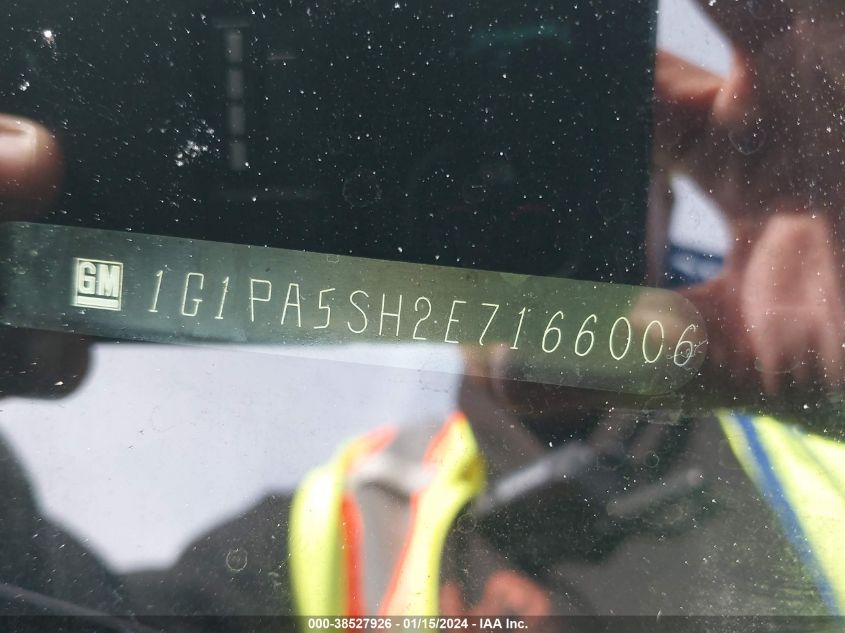 GM 1G1PA5SH2E7166006
000-38527926 - 01/15/2024 - IAA Inc.